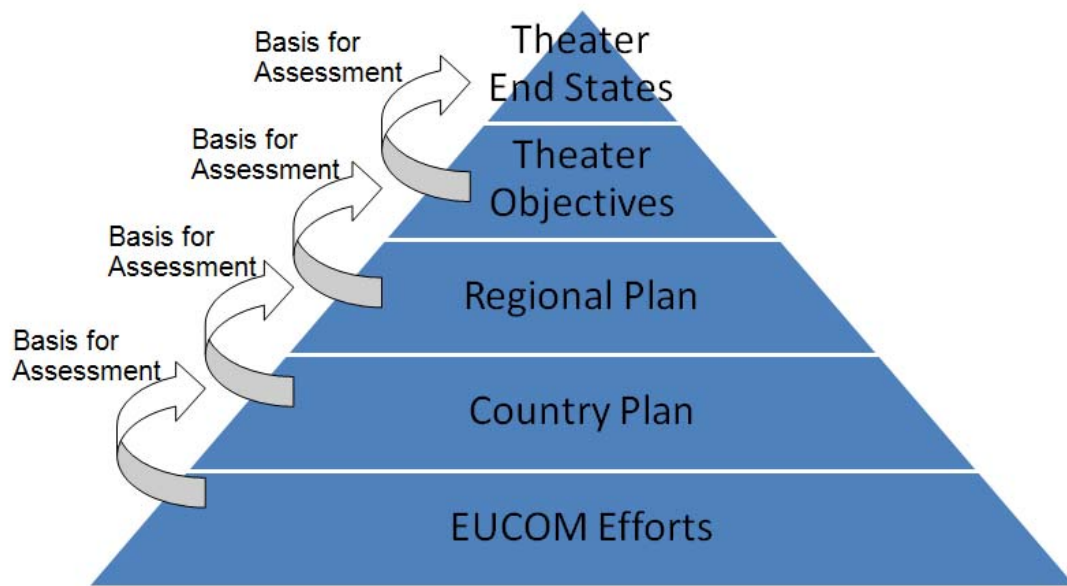 Basis for
Assessment
Theater
End States
Basis for
Assessment
Theater
Objectives
Basis for
Assessment
Regional Plan
Basis for
Assessment
Country Plan
EUCOM Efforts